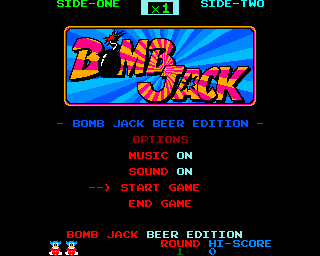 SIDE-ONE x1 SIDE-TWO
BOMB JACK
- BOMB JACK BEER EDITION -
OPTIONS
MUSIC ON
SOUND ON
--> START GAME
END GAME
BOMB JACK BEER EDITION
ROUND HI-SCORE
1 0